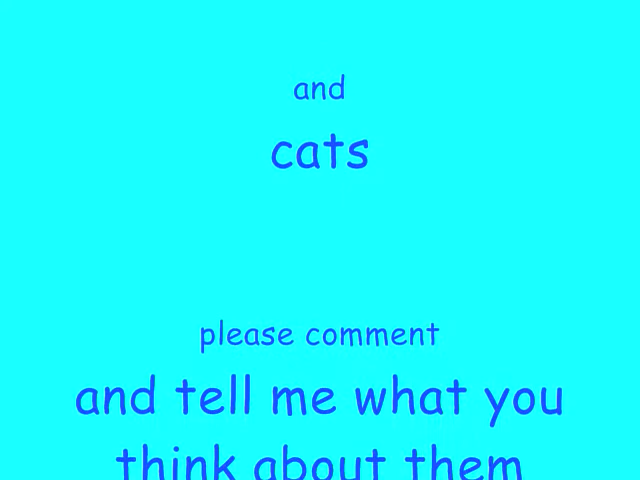 and
cats
please comment
and tell me what you
think about them